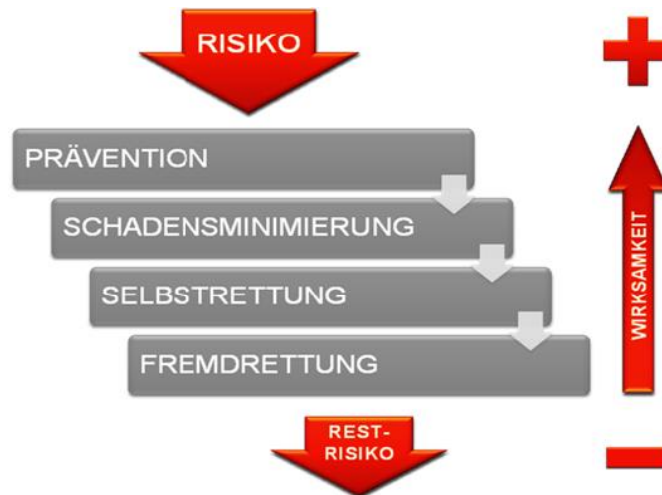 RISIKO
PRÄVENTION
SCHADENSMINIMIERUNG
SELBSTRETTUNG
FREMDRETTUNG
REST-
RISIKO
WIRKSAMKEIT